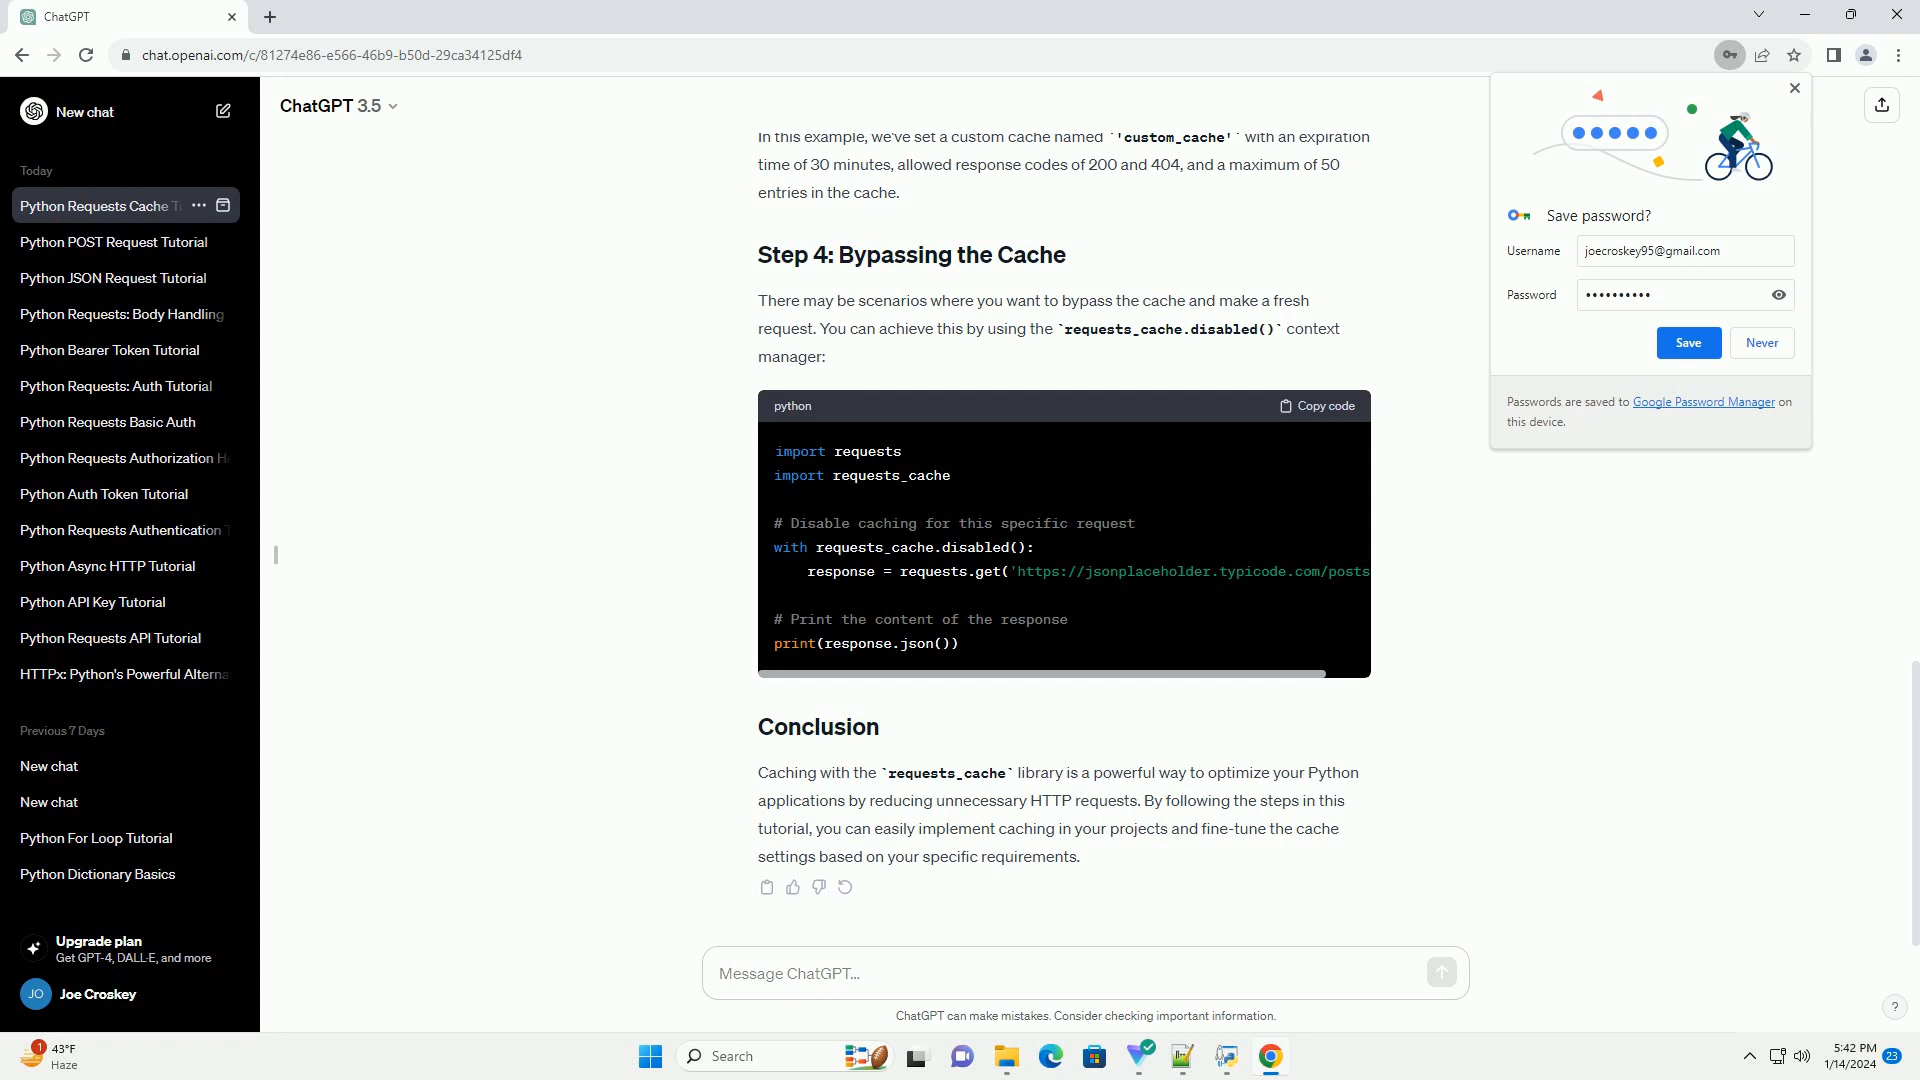 ChatGPT
chat.openai.com/c/81274e86-e566-46b9-b50d-29ca34125df4
New chat
Today
Python Requests Cache T
Python POST Request Tutorial
Python JSON Request Tutorial
Python Requests: Body Handling
Python Bearer Token Tutorial
Python Requests: Auth Tutorial
Python Requests Basic Auth
Python Requests Authorization H
Python Auth Token Tutorial
Python Requests Authentication T
Python Async HTTP Tutorial
Python API Key Tutorial
Python Requests API Tutorial
HTTPx: Python's Powerful Alterna
Previous 7 Days
New chat
New chat
Python For Loop Tutorial
Python Dictionary Basics
Upgrade plan
Get GPT-4, DALL·E, and more
JO
Joe Croskey
ChatGPT 3.5
In this example, we've set a custom cache named `'custom_cache'` with an expiration
time of 30 minutes, allowed response codes of 200 and 404, and a maximum of 50
entries in the cache.
Step 4: Bypassing the Cache
There may be scenarios where you want to bypass the cache and make a fresh
request. You can achieve this by using the `requests_cache.disabled()` context
manager:
python
Copy code
import requests
import requests_cache
# Disable caching for this specific request
with requests_cache.disabled():
response = requests.get('https://jsonplaceholder.typicode.com/posts
# Print the content of the response
print(response.json())
Conclusion
Caching with the `requests_cache` library is a powerful way to optimize your Python
applications by reducing unnecessary HTTP requests. By following the steps in this
tutorial, you can easily implement caching in your projects and fine-tune the cache
settings based on your specific requirements.
Message ChatGPT...
ChatGPT can make mistakes. Consider checking important information.
?
Save password?
Username
joecroskey95@gmail.com
Password
Save
Never
Passwords are saved to Google Password Manager on
this device.
1
43°F
Haze
Search
5:42 PM
1/14/2024
23